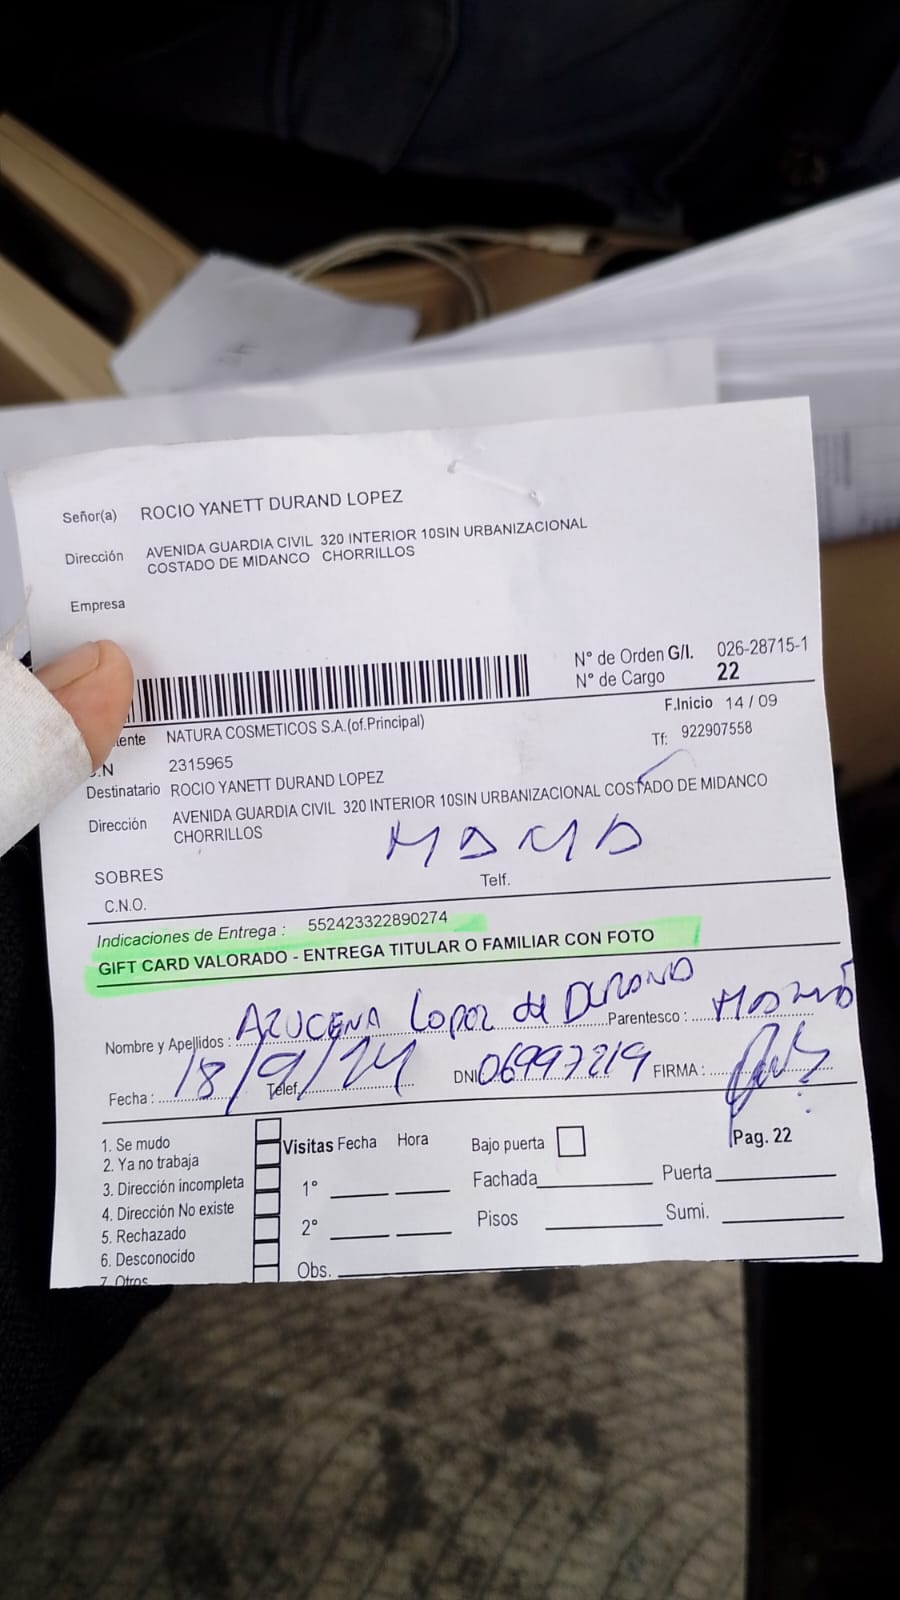 Señor(a) ROCIO YANETT DURAND LOPEZ
Dirección AVENIDA GUARDIA CIVIL 320 INTERIOR 10SIN URBANIZACIONAL
COSTADO DE MIDANCO CHORRILLOS
Empresa
N° de Orden G/I. 026-28715-1
N° de Cargo 22
F.Inicio 14 / 09
iente NATURA COSMETICOS S.A.(of.Principal)
Tf: 922907558
.N 2315965
Destinatario ROCIO YANETT DURAND LOPEZ
Dirección AVENIDA GUARDIA CIVIL 320 INTERIOR 10SIN URBANIZACIONAL COSTADO DE MIDANCO
CHORRILLOS
MAMA
SOBRES
Telf.
C.N.O.
Indicaciones de Entrega : 552423322890274
GIFT CARD VALORADO - ENTREGA TITULAR O FAMILIAR CON FOTO
Nombre y Apellidos : AZUCENA Lopez de DURAND Parentesco : MAMÁ
Fecha : 18/9/24 Telef. DNI 06997219 FIRMA :
Pag. 22
1. Se mudo
2. Ya no trabaja
3. Dirección incompleta
4. Dirección No existe
5. Rechazado
6. Desconocido
7. Otros
Visitas Fecha Hora
1°
2°
Obs.
Bajo puerta
Fachada Puerta
Pisos Sumi.